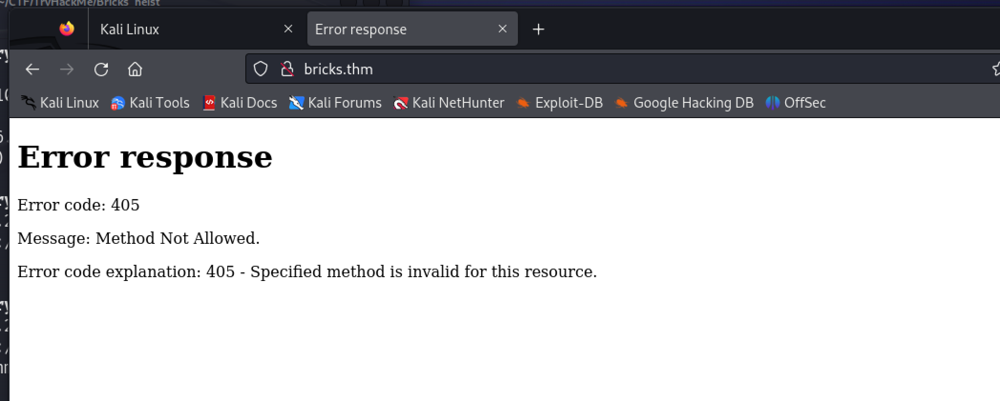 ~/CTF/TryHackMe/Bricks_heist
Kali Linux
Error response
bricks.thm
Kali Linux Kali Tools Kali Docs Kali Forums Kali NetHunter Exploit-DB Google Hacking DB OffSec
Error response
Error code: 405
Message: Method Not Allowed.
Error code explanation: 405 - Specified method is invalid for this resource.